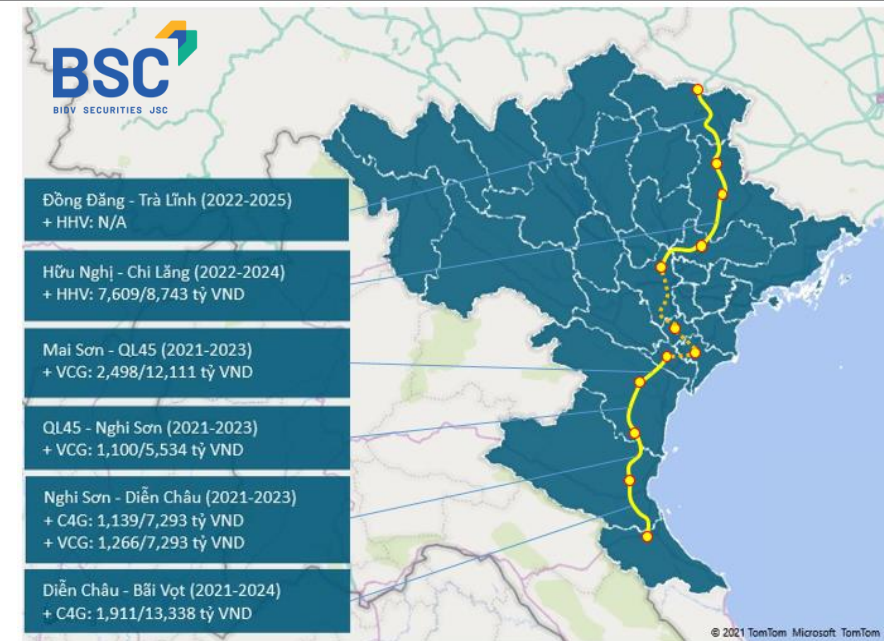 BSC
BIDV SECURITIES JSC
Đồng Đăng - Trà Lĩnh (2022-2025)
+ HHV: N/A
Hữu Nghị - Chi Lăng (2022-2024)
+ HHV: 7,609/8,743 tỷ VND
Mai Sơn - QL45 (2021-2023)
+ VCG: 2,498/12,111 tỷ VND
QL45 - Nghi Sơn (2021-2023)
+ VCG: 1,100/5,534 tỷ VND
Nghi Sơn - Diễn Châu (2021-2023)
+ C4G: 1,139/7,293 tỷ VND
+ VCG: 1,266/7,293 tỷ VND
Diễn Châu - Bãi Vọt (2021-2024)
+ C4G: 1,911/13,338 tỷ VND
© 2021 TomTom Microsoft TomTom